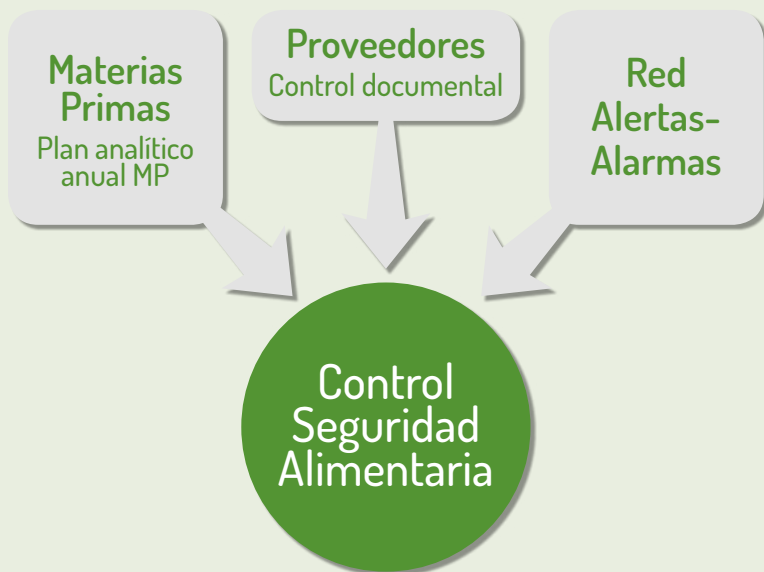 Materias
Primas
Plan analítico
anual MP
Proveedores
Control documental
Red
Alertas-
Alarmas
Control
Seguridad
Alimentaria